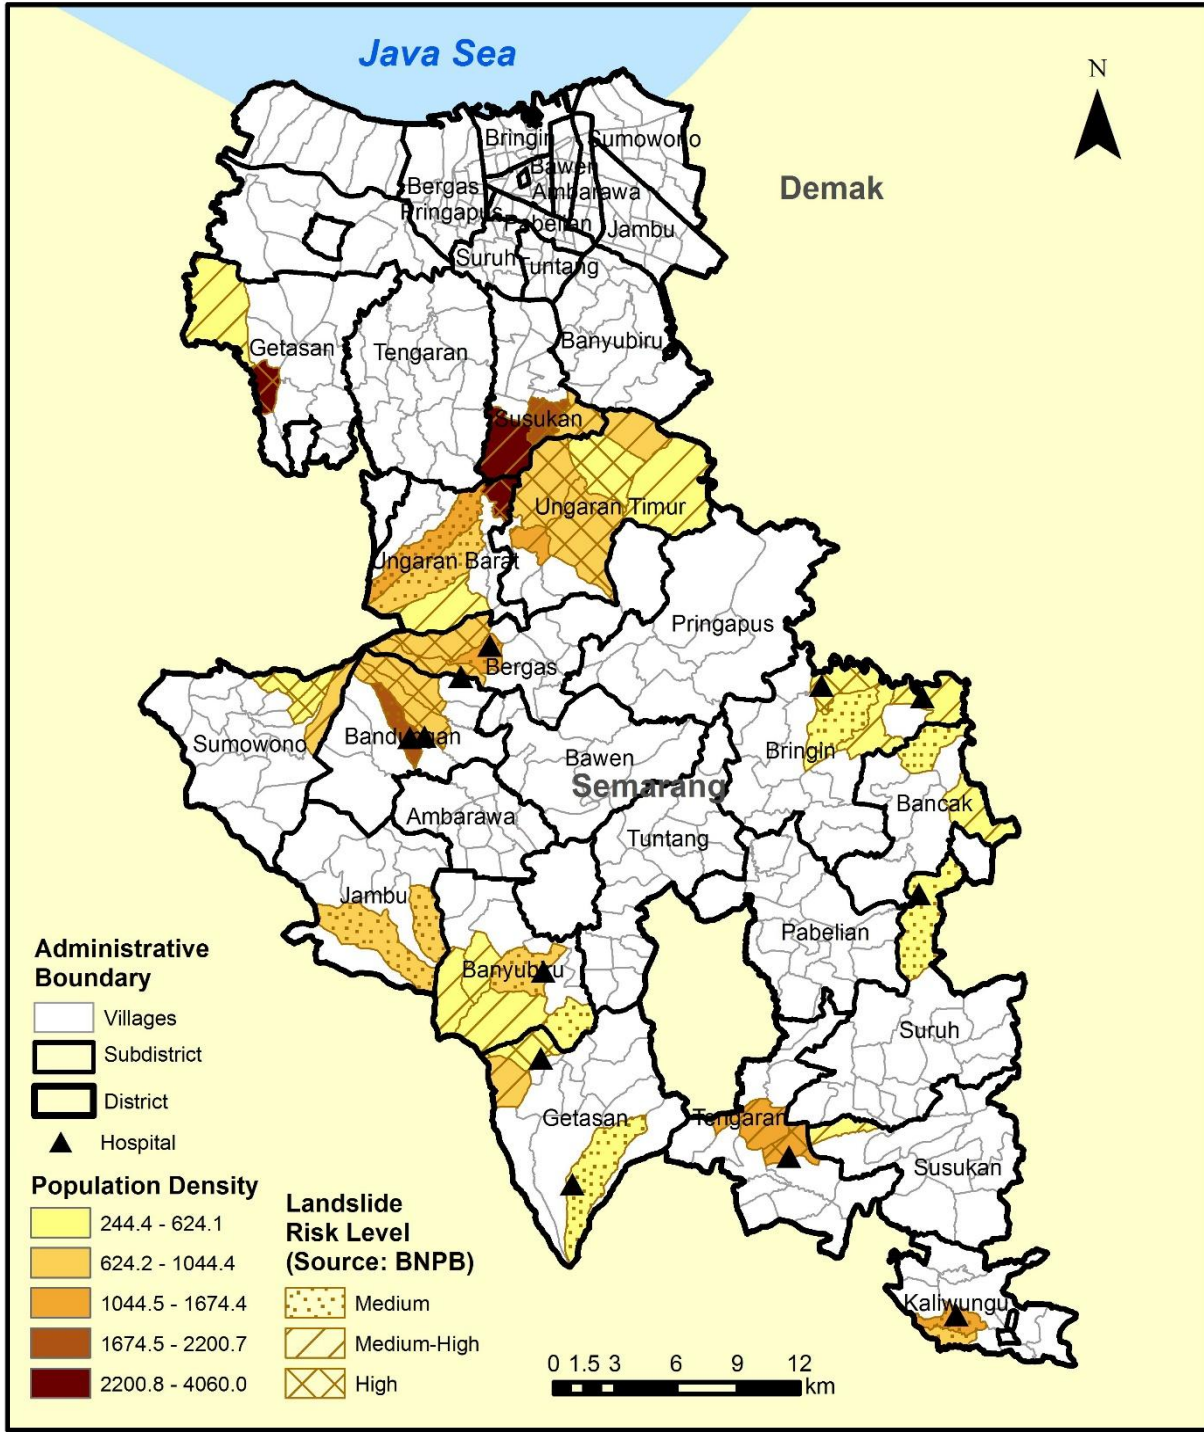 Java Sea
N
Bringin
Sumowono
Bawen
Demak
Bergas
Ambarawa
Pringapus
Pabelian
Jambu
Suruh
Tuntang
Banyubiru
Getasan
Tengaran
Susukan
Ungaran Timur
Ungaran Barat
Pringapus
Bergas
Sumowono
Bandungan
Bawen
Bringin
Semarang
Bancak
Ambarawa
Tuntang
Jambu
Pabelian
Banyubiru
Suruh
Getasan
Tengaran
Susukan
Kaliwungu
Administrative
Boundary
Villages
Subdistrict
District
Hospital
Population Density
244.4 - 624.1
624.2 - 1044.4
1044.5 - 1674.4
1674.5 - 2200.7
2200.8 - 4060.0
Landslide
Risk Level
(Source: BNPB)
Medium
Medium-High
High
0 1.5 3 6 9 12
km